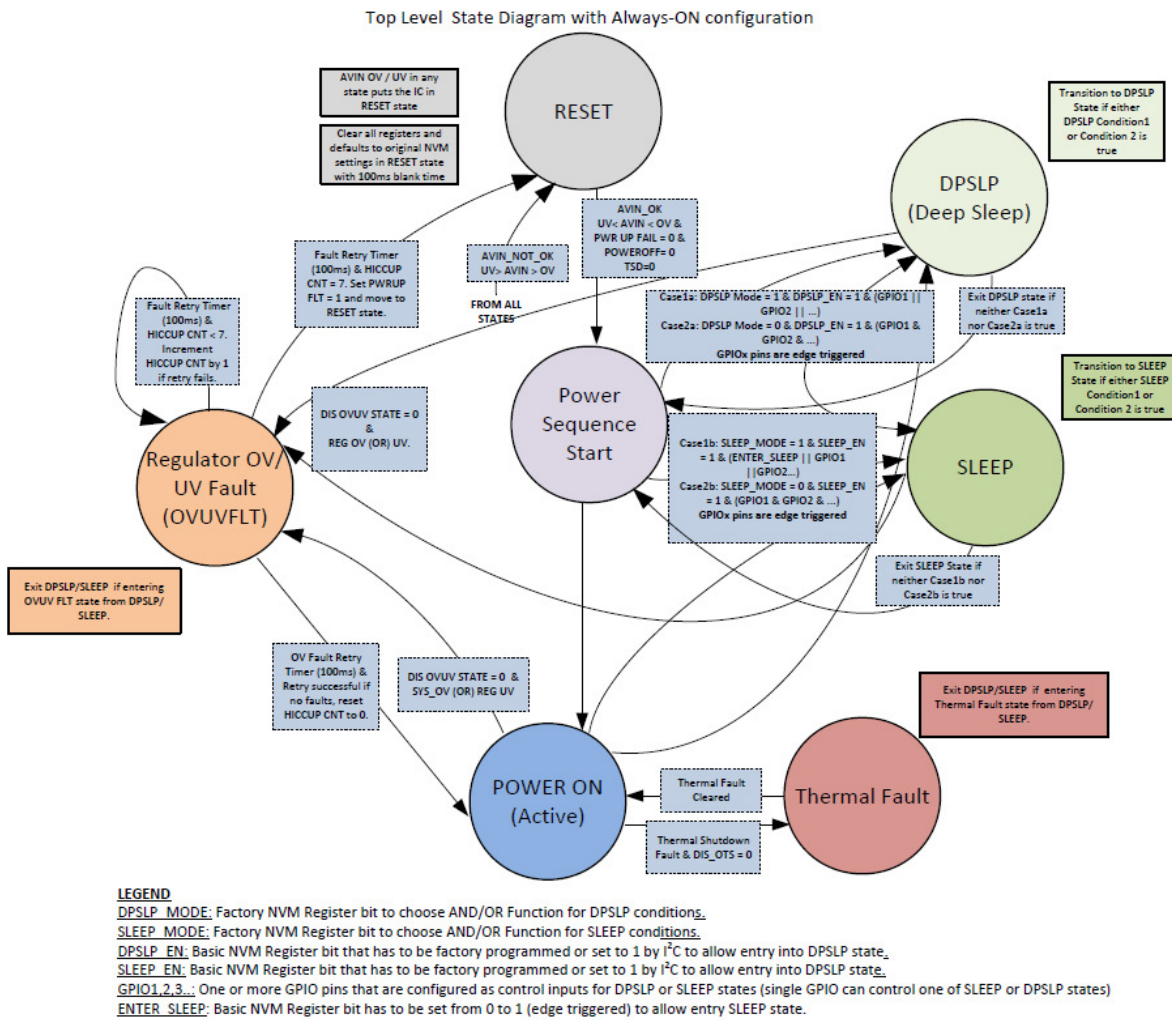 Top Level State Diagram with Always-ON configuration
AVIN OV / UV in any
state puts the IC in
RESET state
Clear all registers and
defaults to original NVM
settings in RESET state
with 100ms blank time
RESET
Transition to DPSLP
State if either
DPSLP Condition1
or Condition 2 is
true
DPSLP
(Deep Sleep)
AVIN_OK
UV< AVIN < OV &
PWR UP FAIL = 0 &
POWEROFF= 0
TSD=0
AVIN_NOT_OK
UV> AVIN > OV
FROM ALL
STATES
Fault Retry Timer
(100ms) & HICCUP
CNT = 7. Set PWRUP
FLT = 1 and move to
RESET state.
Fault Retry Timer
(100ms) &
HICCUP CNT < 7.
Increment
HICCUP CNT by 1
if retry fails.
Case1a: DPSLP Mode = 1 & DPSLP_EN = 1 & (GPIO1 ||
GPIO2 || ...)
Case2a: DPSLP Mode = 0 & DPSLP_EN = 1 & (GPIO1 &
GPIO2 & ...)
GPIOx pins are edge triggered
Exit DPSLP state if
neither Case1a
nor Case2a is true
Transition to SLEEP
State if either SLEEP
Condition1 or
Condition 2 is true
DIS OVUV STATE = 0
&
REG OV (OR) UV.
Power
Sequence
Start
Regulator OV/
UV Fault
(OVUVFLT)
Case1b: SLEEP_MODE = 1 & SLEEP_EN
= 1 & (ENTER_SLEEP || GPIO1
||GPIO2...)
Case2b: SLEEP_MODE = 0 & SLEEP_EN
= 1 & (GPIO1 & GPIO2 & ...)
GPIOx pins are edge triggered
SLEEP
Exit SLEEP State if
neither Case1b nor
Case2b is true
Exit DPSLP/SLEEP if entering
OVUV FLT state from DPSLP/
SLEEP.
OV Fault Retry
Timer (100ms) &
Retry successful if
no faults, reset
HICCUP CNT to 0.
DIS OVUV STATE = 0 &
SYS_OV (OR) REG UV
Exit DPSLP/SLEEP if entering
Thermal Fault state from DPSLP/
SLEEP.
POWER ON
(Active)
Thermal Fault
Cleared
Thermal Shutdown
Fault & DIS_OTS = 0
Thermal Fault
LEGEND
DPSLP_MODE: Factory NVM Register bit to choose AND/OR Function for DPSLP conditions.
SLEEP_MODE: Factory NVM Register bit to choose AND/OR Function for SLEEP conditions.
DPSLP_EN: Basic NVM Register bit that has to be factory programmed or set to 1 by I²C to allow entry into DPSLP state.
SLEEP_EN: Basic NVM Register bit that has to be factory programmed or set to 1 by I²C to allow entry into DPSLP state.
GPIO1,2,3..: One or more GPIO pins that are configured as control inputs for DPSLP or SLEEP states (single GPIO can control one of SLEEP or DPSLP states)
ENTER_SLEEP: Basic NVM Register bit has to be set from 0 to 1 (edge triggered) to allow entry SLEEP state.